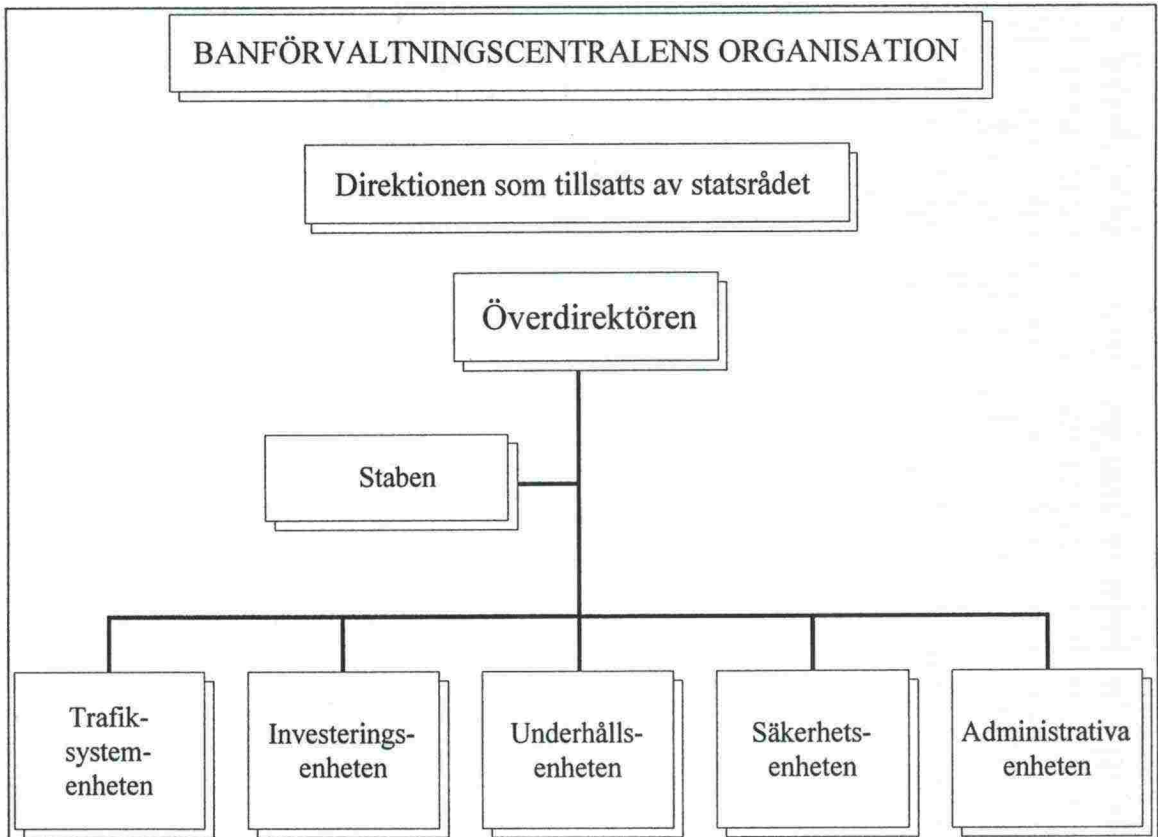 BANFÖRVALTNINGSCENTRALENS ORGANISATION
Direktionen som tillsatts av statsrådet
Överdirektören
Staben
Trafik-
system-
enheten
Investerings-
enheten
Underhålls-
enheten
Säkerhets-
enheten
Administrativa
enheten